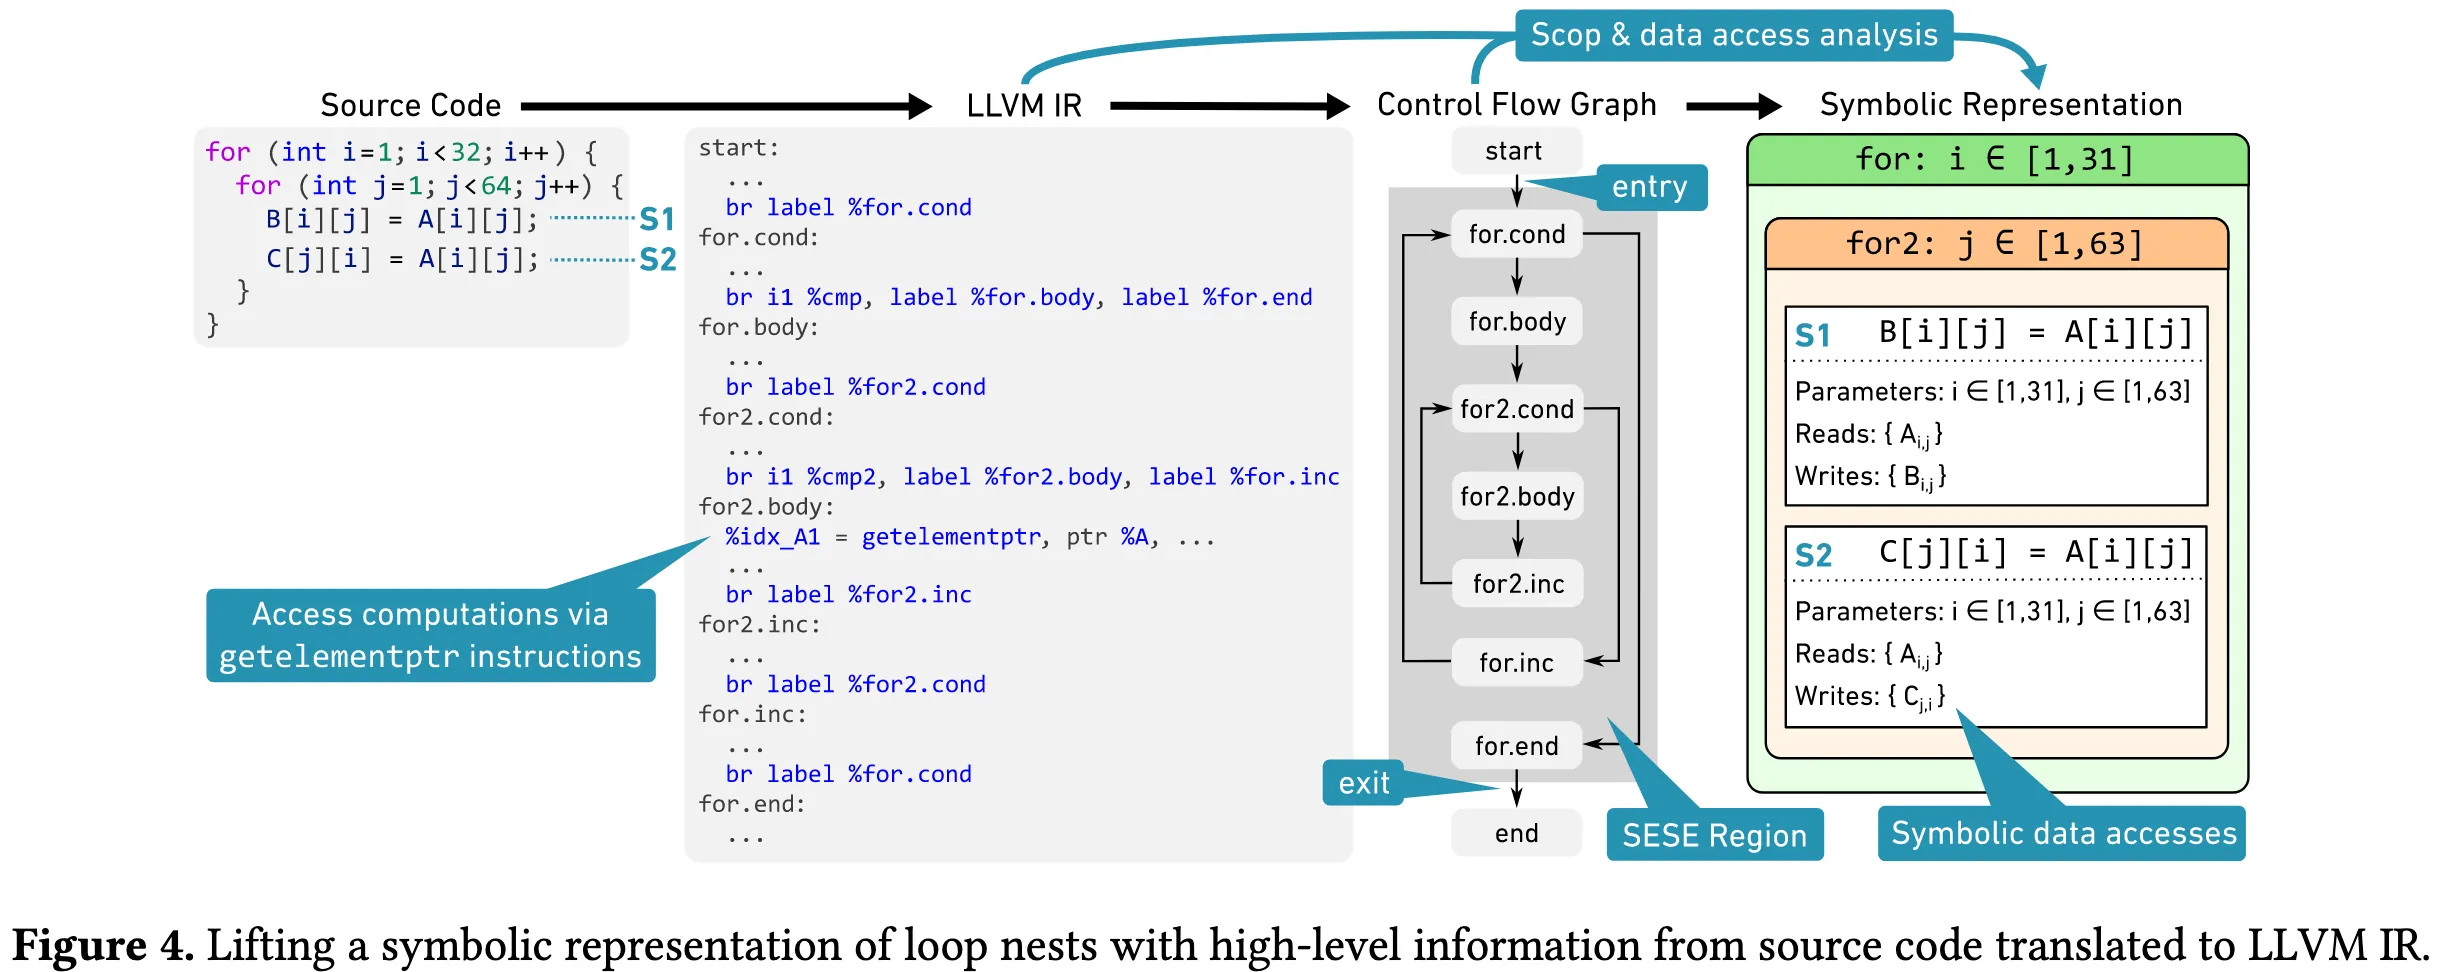 Scop & data access analysis
Source Code
LLVM IR
Control Flow Graph
Symbolic Representation
for (int i=1; i<32; i++) {
for (int j=1; j<64; j++) {
B[i][j] = A[i][j];
S1
C[j][i] = A[i][j];
S2
}
}
Access computations via
getelementptr instructions
start:
...
br label %for.cond
for.cond:
...
br i1 %cmp, label %for.body, label %for.end
for.body:
...
br label %for2.cond
for2.cond:
...
br i1 %cmp2, label %for2.body, label %for.inc
for2.body:
%idx_A1 = getelementptr, ptr %A, ...
...
br label %for2.inc
for2.inc:
...
br label %for2.cond
for.inc:
...
br label %for.cond
for.end:
...
start
entry
for.cond
for.body
for2.cond
for2.body
for2.inc
for.inc
for.end
exit
end
SESE Region
for: i ∈ [1,31]
for2: j ∈ [1,63]
S1 B[i][j] = A[i][j]
Parameters: i ∈ [1,31], j ∈ [1,63]
Reads: { Ai,j }
Writes: { Bi,j }
S2 C[j][i] = A[i][j]
Parameters: i ∈ [1,31], j ∈ [1,63]
Reads: { Ai,j }
Writes: { Cj,i }
Symbolic data accesses
Figure 4. Lifting a symbolic representation of loop nests with high-level information from source code translated to LLVM IR.